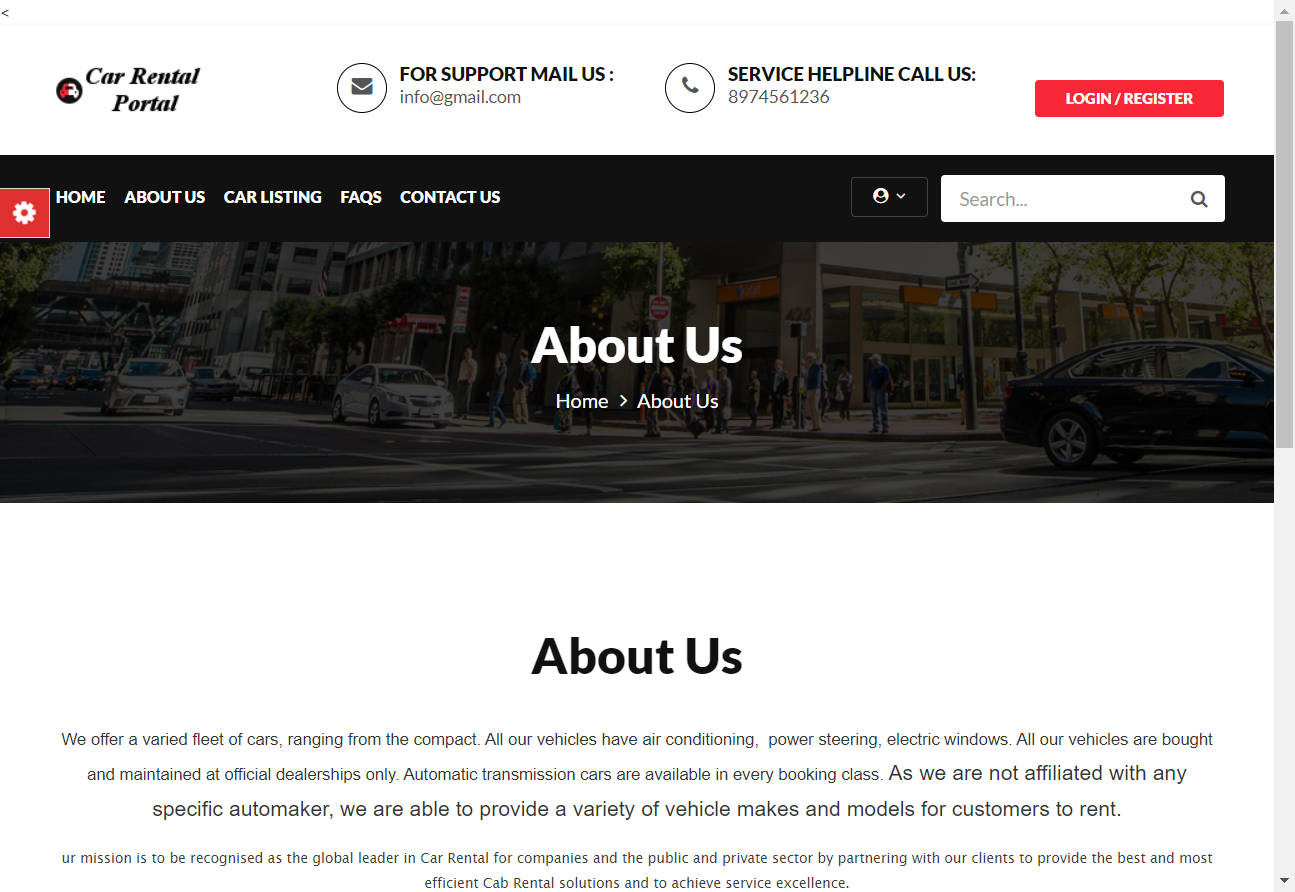 <
Car Rental
Portal
FOR SUPPORT MAIL US :
info@gmail.com
SERVICE HELPLINE CALL US:
8974561236
LOGIN / REGISTER
HOME ABOUT US CAR LISTING FAQS CONTACT US
Search...
About Us
Home > About Us
About Us
We offer a varied fleet of cars, ranging from the compact. All our vehicles have air conditioning,  power steering, electric windows. All our vehicles are bought
and maintained at official dealerships only. Automatic transmission cars are available in every booking class. As we are not affiliated with any
specific automaker, we are able to provide a variety of vehicle makes and models for customers to rent.
ur mission is to be recognised as the global leader in Car Rental for companies and the public and private sector by partnering with our clients to provide the best and most
efficient Cab Rental solutions and to achieve service excellence.